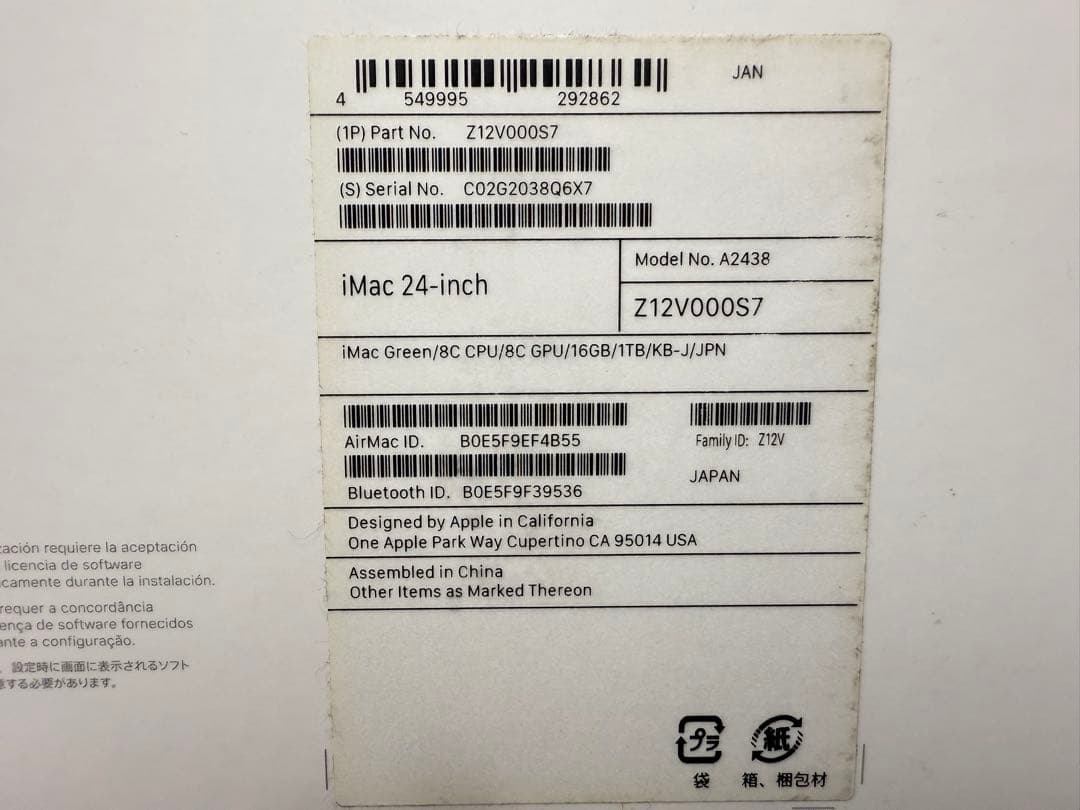 JAN
4 549995 292862
(1P) Part No. Z12V000S7
(S) Serial No. C02G2038Q6X7
iMac 24-inch
Model No. A2438
Z12V000S7
iMac Green/8C CPU/8C GPU/16GB/1TB/KB-J/JPN
AirMac ID. B0E5F9EF4B55
Family ID: Z12V
Bluetooth ID. B0E5F9F39536
JAPAN
Designed by Apple in California
One Apple Park Way Cupertino CA 95014 USA
Assembled in China
Other Items as Marked Thereon
プラ
紙
袋
箱、梱包材
requiere la aceptación
licencia de software
durante la instalación.
requer a concordância
de software fornecidos
a configuração.
、設定時に画面に表示されるソフト
する必要があります。